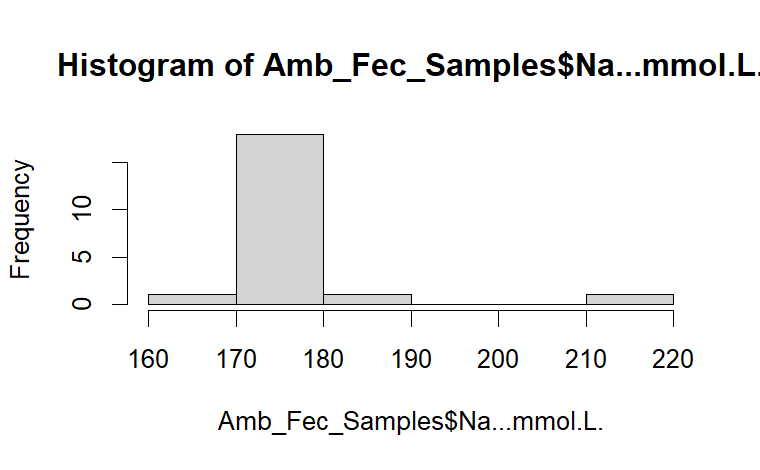 Histogram of Amb_Fec_Samples$Na...mmol.L.
Frequency
10
5
0
160 170 180 190 200 210 220
Amb_Fec_Samples$Na...mmol.L.